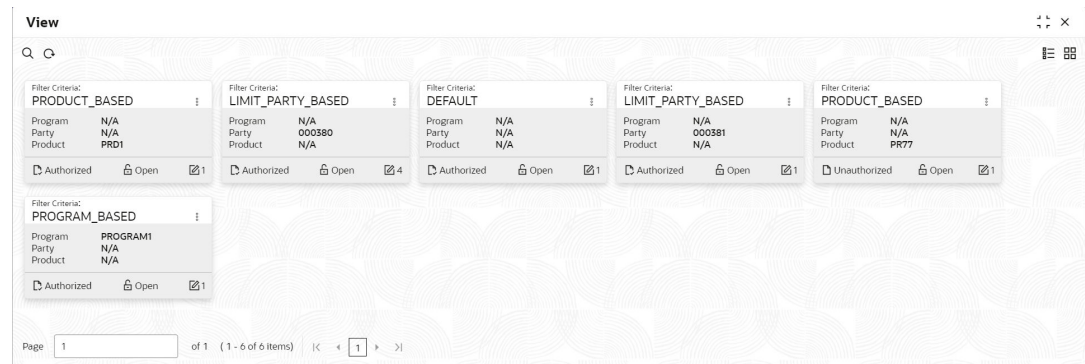 View
Filter Criteria:
PRODUCT_BASED
Program N/A
Party N/A
Product PRD1
Authorized Open 1
Filter Criteria:
LIMIT_PARTY_BASED
Program N/A
Party 000380
Product N/A
Authorized Open 4
Filter Criteria:
DEFAULT
Program N/A
Party N/A
Product N/A
Authorized Open 1
Filter Criteria:
LIMIT_PARTY_BASED
Program N/A
Party 000381
Product N/A
Authorized Open 1
Filter Criteria:
PRODUCT_BASED
Program N/A
Party N/A
Product PR77
Unauthorized Open 1
Filter Criteria:
PROGRAM_BASED
Program PROGRAM1
Party N/A
Product N/A
Authorized Open 1
Page 1 of 1 (1 - 6 of 6 items) 1